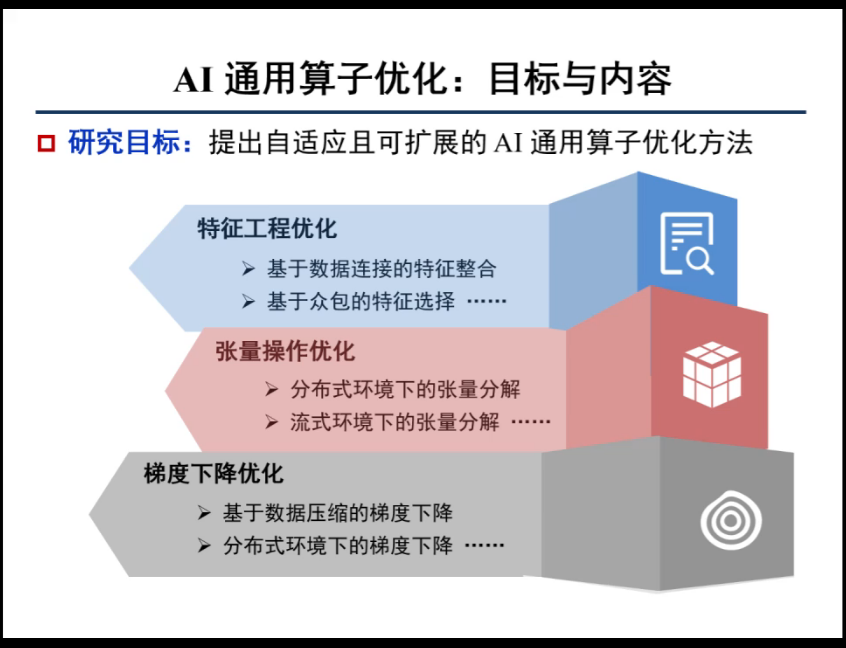 AI 通用算子优化：目标与内容
研究目标：提出自适应且可扩展的 AI 通用算子优化方法
特征工程优化
基于数据连接的特征整合
基于众包的特征选择 ……
张量操作优化
分布式环境下的张量分解
流式环境下的张量分解 ……
梯度下降优化
基于数据压缩的梯度下降
分布式环境下的梯度下降 ……